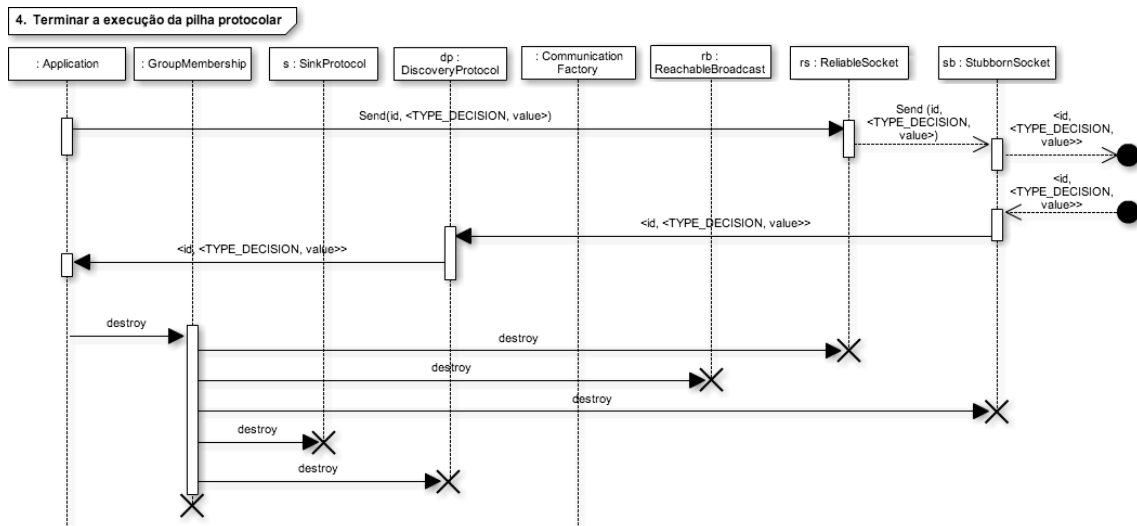 4.  Terminar a execução da pilha protocolar
: Application
: GroupMembership
s : SinkProtocol
dp :
DiscoveryProtocol
: Communication
Factory
rb :
ReachableBroadcast
rs : ReliableSocket
sb : StubbornSocket
Send(id, <TYPE_DECISION, value>)
Send (id,
<TYPE_DECISION,
value>)
<id,
<TYPE_DECISION,
value>>
<id,
<TYPE_DECISION,
value>>
<id, <TYPE_DECISION, value>>
<id, <TYPE_DECISION, value>>
destroy
destroy
destroy
destroy
destroy
destroy